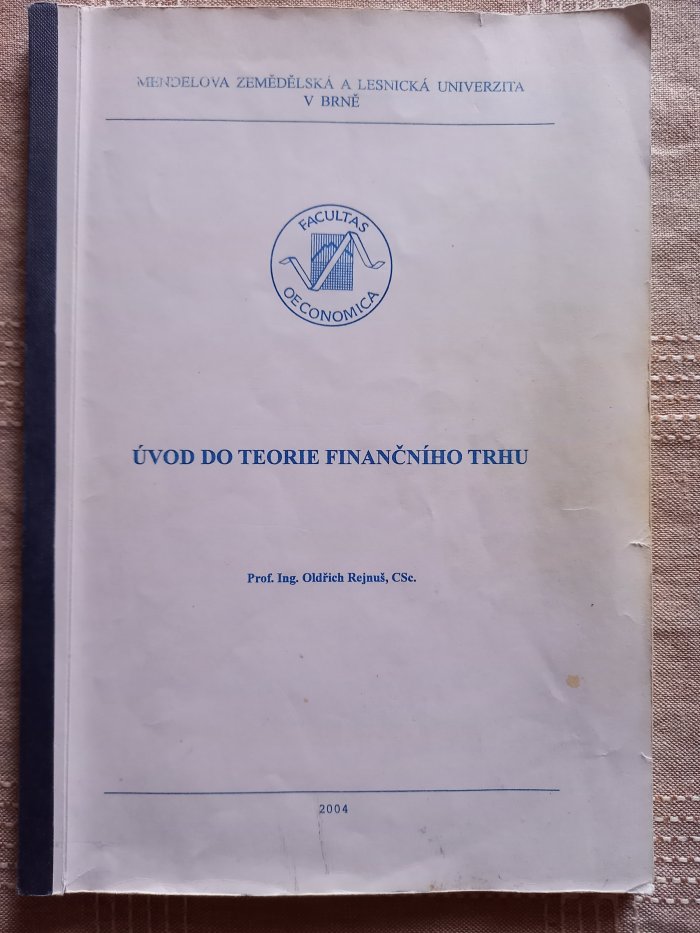 MENDELOVA ZEMĚDĚLSKÁ A LESNICKÁ UNIVERZITA
V BRNĚ
FACULTAS
OECONOMICA
ÚVOD DO TEORIE FINANČNÍHO TRHU
Prof. Ing. Oldřich Rejnuš, CSc.
2004